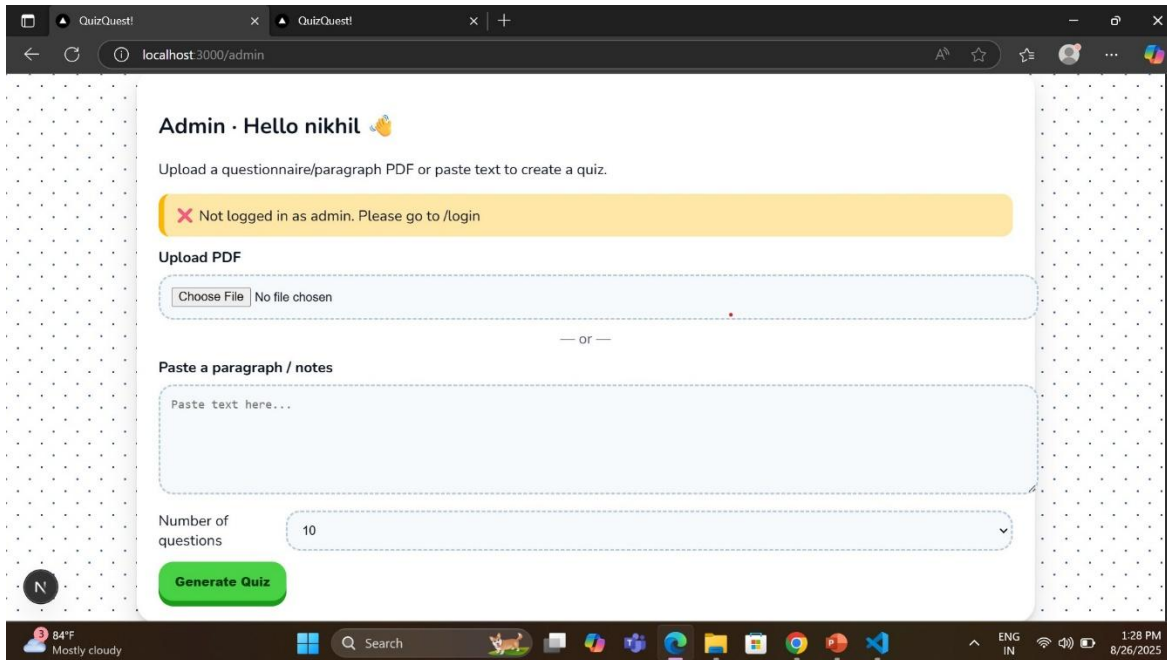 QuizQuest!
QuizQuest!
localhost:3000/admin
Admin · Hello nikhil 👋
Upload a questionnaire/paragraph PDF or paste text to create a quiz.
❌ Not logged in as admin. Please go to /login
Upload PDF
Choose File No file chosen
— or —
Paste a paragraph / notes
Paste text here...
Number of
questions
10
Generate Quiz
N
3
84°F
Mostly cloudy
Search
ENG
IN
1:28 PM
8/26/2025